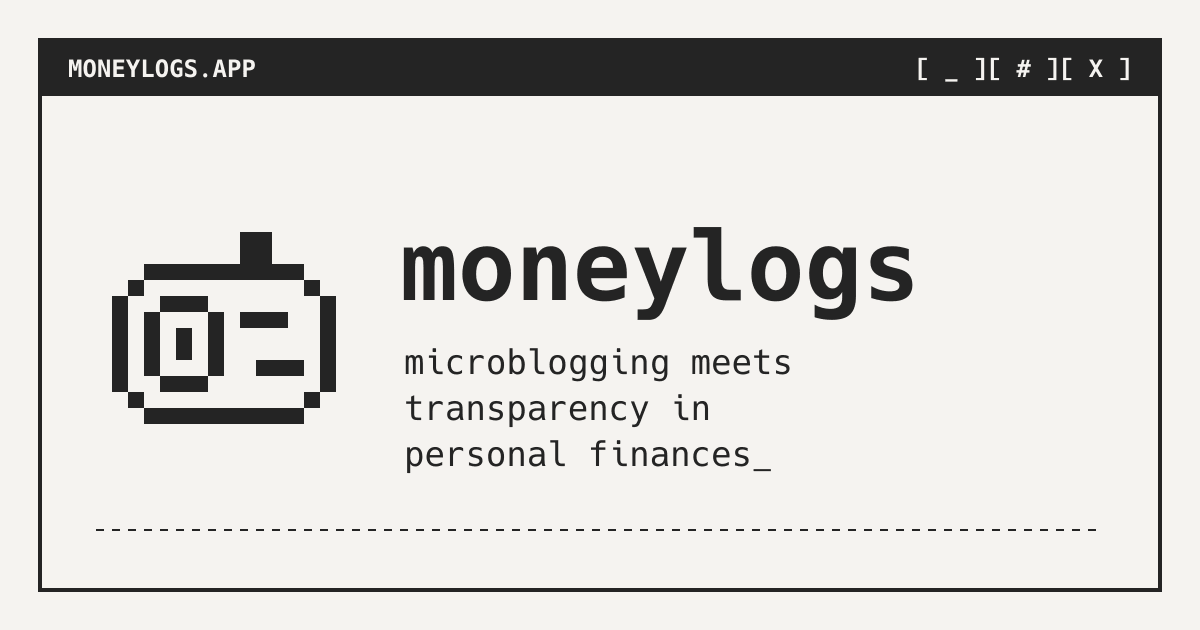 MONEYLOGS.APP [ _ ][ # ][ X ]
moneylogs
microblogging meets
transparency in
personal finances_